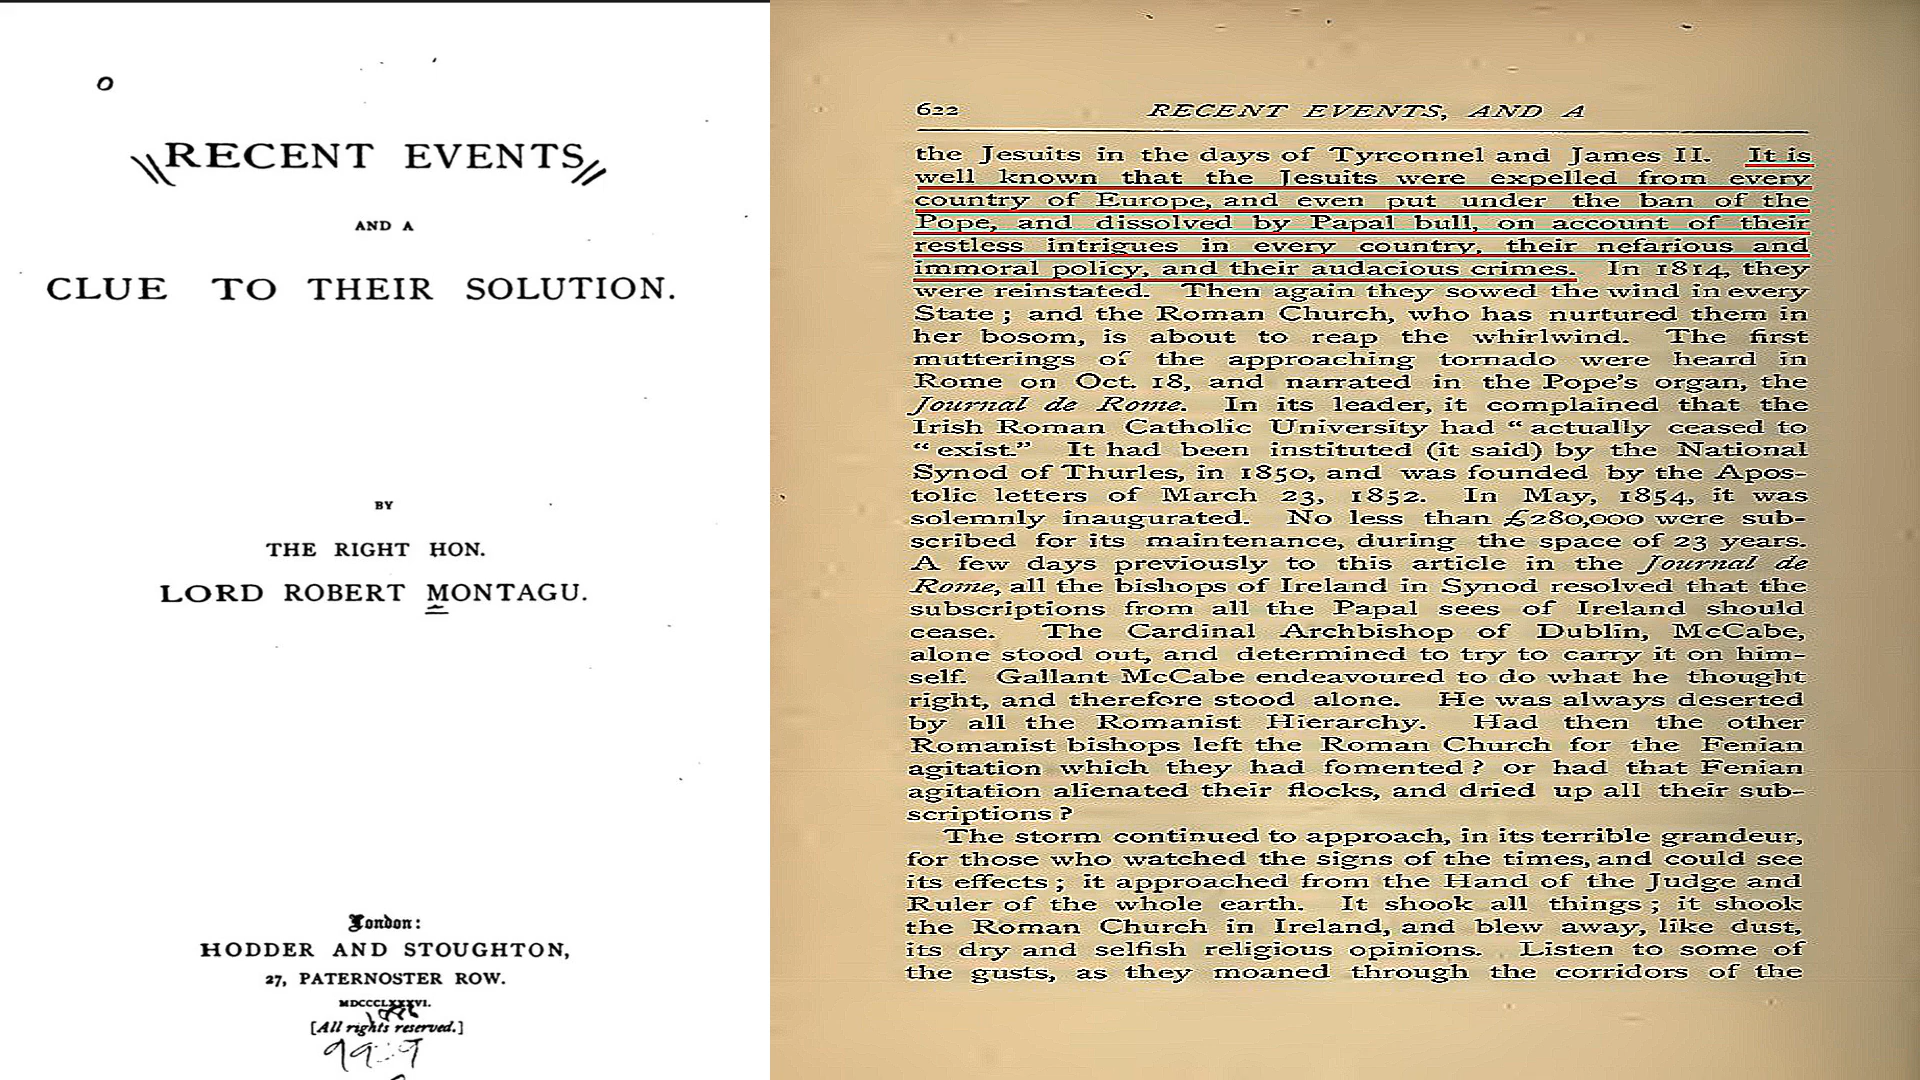 RECENT EVENTS
AND A
CLUE TO THEIR SOLUTION.
BY
THE RIGHT HON.
LORD ROBERT MONTAGU.
London:
HODDER AND STOUGHTON,
27, PATERNOSTER ROW.
MDCCCLXXXVI.
[All rights reserved.]
622 RECENT EVENTS, AND A
the Jesuits in the days of Tyrconnel and James II. It is
well known that the Jesuits were expelled from every
country of Europe, and even put under the ban of the
Pope, and dissolved by Papal bull, on account of their
restless intrigues in every country, their nefarious and
immoral policy, and their audacious crimes. In 1814, they
were reinstated. Then again they sowed the wind in every
State; and the Roman Church, who has nurtured them in
her bosom, is about to reap the whirlwind. The first
mutterings of the approaching tornado were heard in
Rome on Oct. 18, and narrated in the Pope's organ, the
Journal de Rome. In its leader, it complained that the
Irish Roman Catholic University had "actually ceased to
"exist." It had been instituted (it said) by the National
Synod of Thurles, in 1850, and was founded by the Apos-
tolic letters of March 23, 1852. In May, 1854, it was
solemnly inaugurated. No less than £280,000 were sub-
scribed for its maintenance, during the space of 23 years.
A few days previously to this article in the Journal de
Rome, all the bishops of Ireland in Synod resolved that the
subscriptions from all the Papal sees of Ireland should
cease. The Cardinal Archbishop of Dublin, McCabe,
alone stood out, and determined to try to carry it on him-
self. Gallant McCabe endeavoured to do what he thought
right, and therefore stood alone. He was always deserted
by all the Romanist Hierarchy. Had then the other
Romanist bishops left the Roman Church for the Fenian
agitation which they had fomented? or had that Fenian
agitation alienated their flocks, and dried up all their sub-
scriptions?
The storm continued to approach, in its terrible grandeur,
for those who watched the signs of the times, and could see
its effects; it approached from the Hand of the Judge and
Ruler of the whole earth. It shook all things; it shook
the Roman Church in Ireland, and blew away, like dust,
its dry and selfish religious opinions. Listen to some of
the gusts, as they moaned through the corridors of the